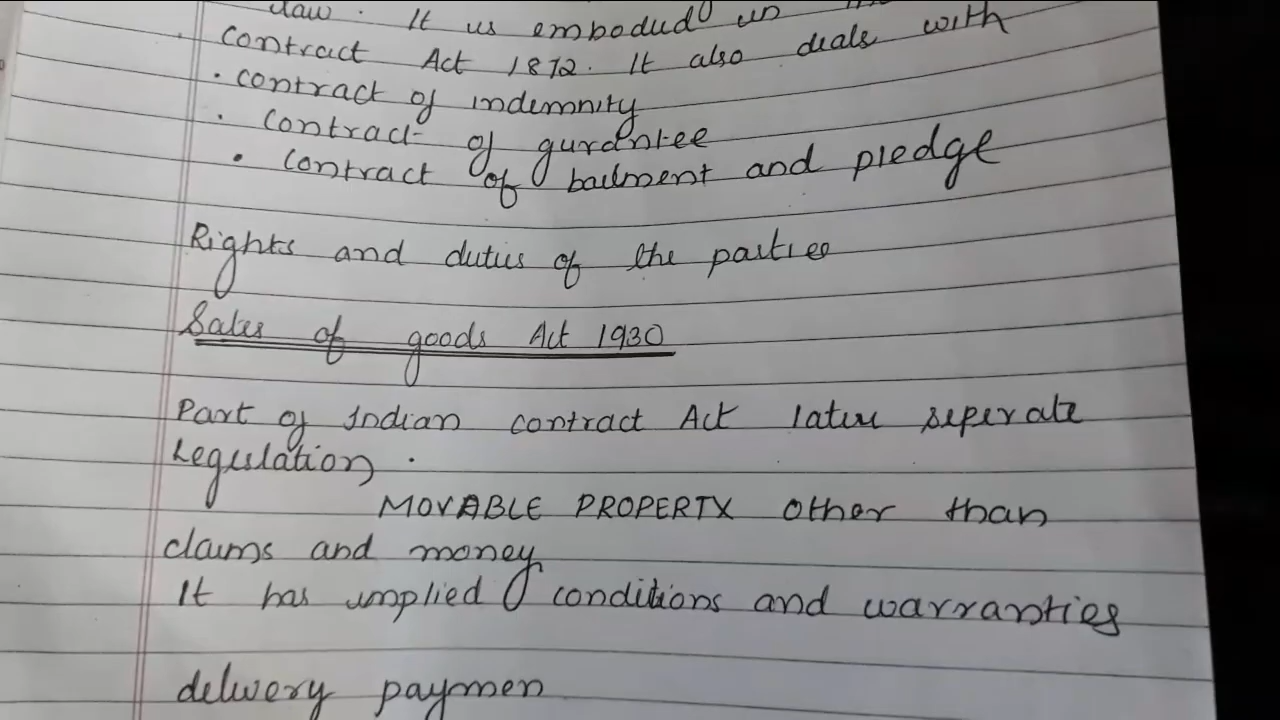 law. It is embodud in
contract Act 1872. It also deals with
• contract of indemnity
• contract of gurantee
• contract of bailment and pledge
Rights and duties of the parties
Sales of goods Act 1930
Part of Indian contract Act later seperate
Regulation.
MOVABLE PROPERTY other than
claims and money
It has implied conditions and warranties
delivery paymen